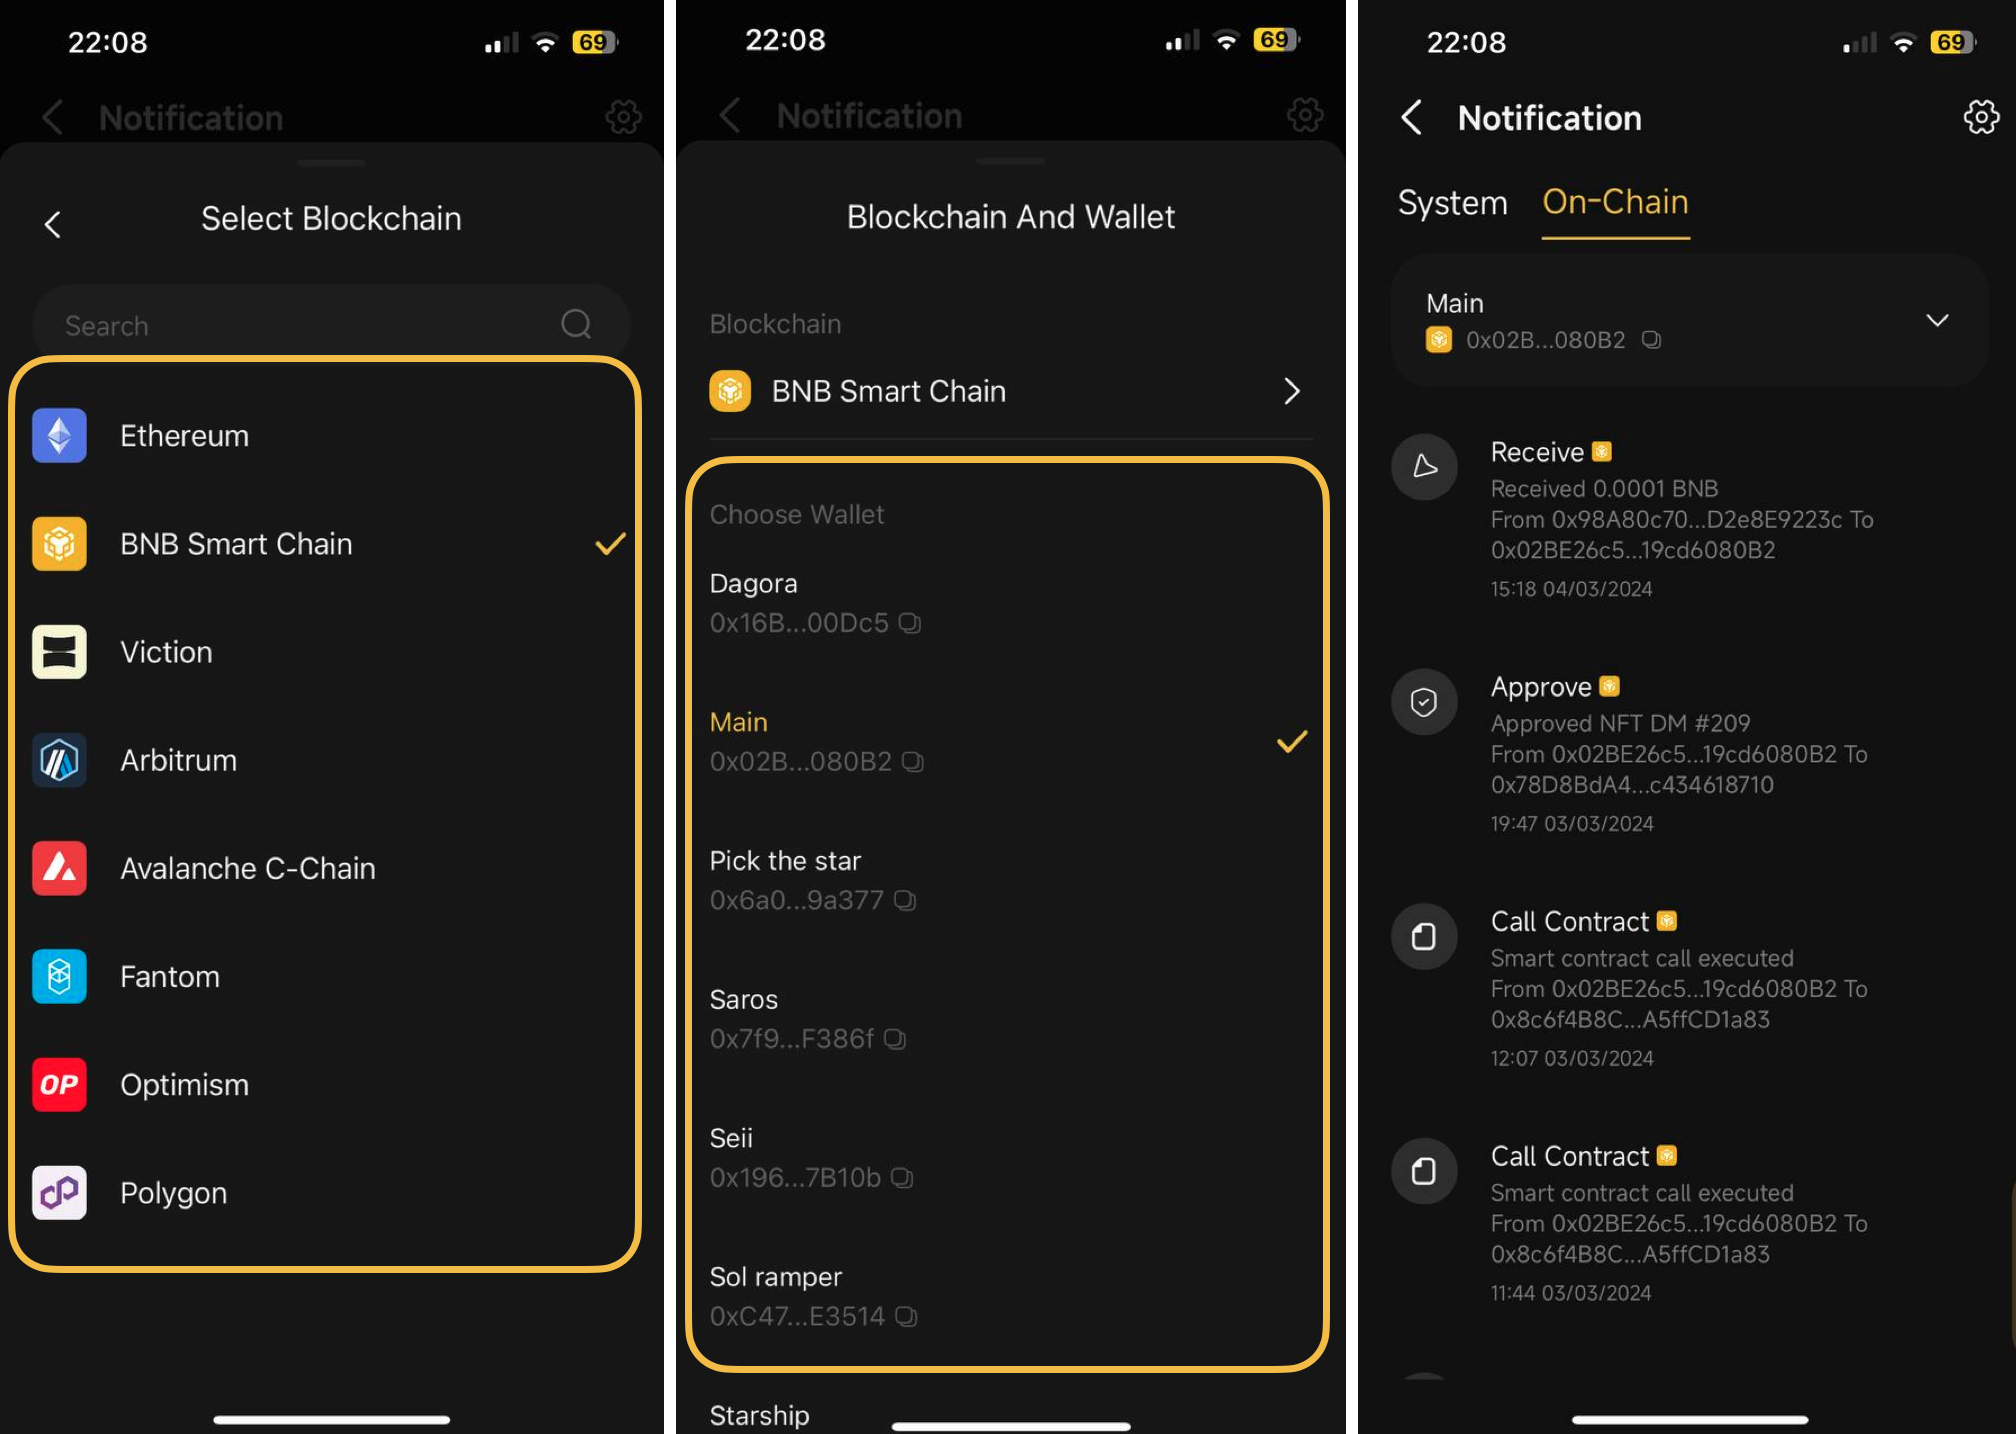 22:08
69
Notification
Select Blockchain
Search
Ethereum
BNB Smart Chain
Viction
Arbitrum
Avalanche C-Chain
Fantom
OP
Optimism
Polygon
22:08
69
Notification
Blockchain And Wallet
Blockchain
BNB Smart Chain
Choose Wallet
Dagora
0x16B...00Dc5
Main
0x02B...080B2
Pick the star
0x6a0...9a377
Saros
0x7f9...F386f
Seii
0x196...7B10b
Sol ramper
0xC47...E3514
Starship
22:08
69
Notification
System On-Chain
Main
0x02B...080B2
Receive
Received 0.0001 BNB
From 0x98A80c70...D2e8E9223c To
0x02BE26c5...19cd6080B2
15:18 04/03/2024
Approve
Approved NFT DM #209
From 0x02BE26c5...19cd6080B2 To
0x78D8BdA4...c434618710
19:47 03/03/2024
Call Contract
Smart contract call executed
From 0x02BE26c5...19cd6080B2 To
0x8c6f4B8C...A5ffCD1a83
12:07 03/03/2024
Call Contract
Smart contract call executed
From 0x02BE26c5...19cd6080B2 To
0x8c6f4B8C...A5ffCD1a83
11:44 03/03/2024